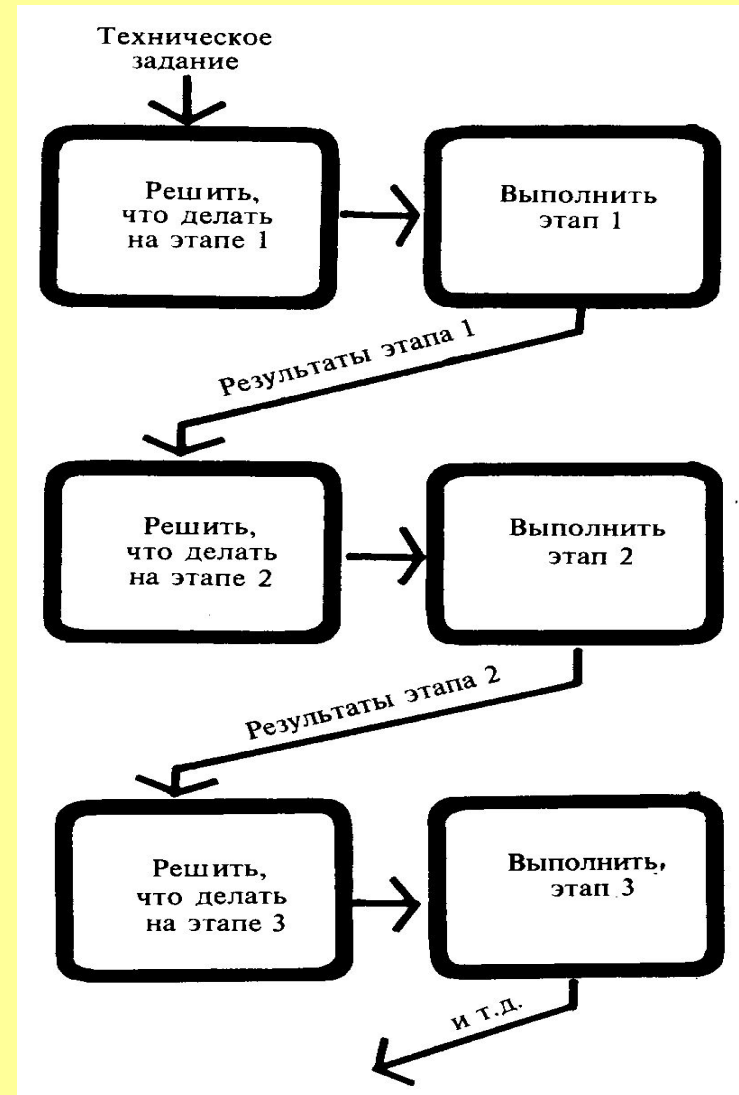 Техническое
задание
Решить,
что делать
на этапе 1
Выполнить
этап 1
Результаты этапа 1
Решить,
что делать
на этапе 2
Выполнить
этап 2
Результаты этапа 2
Решить,
что делать
на этапе 3
Выполнить,
этап 3
и т.д.